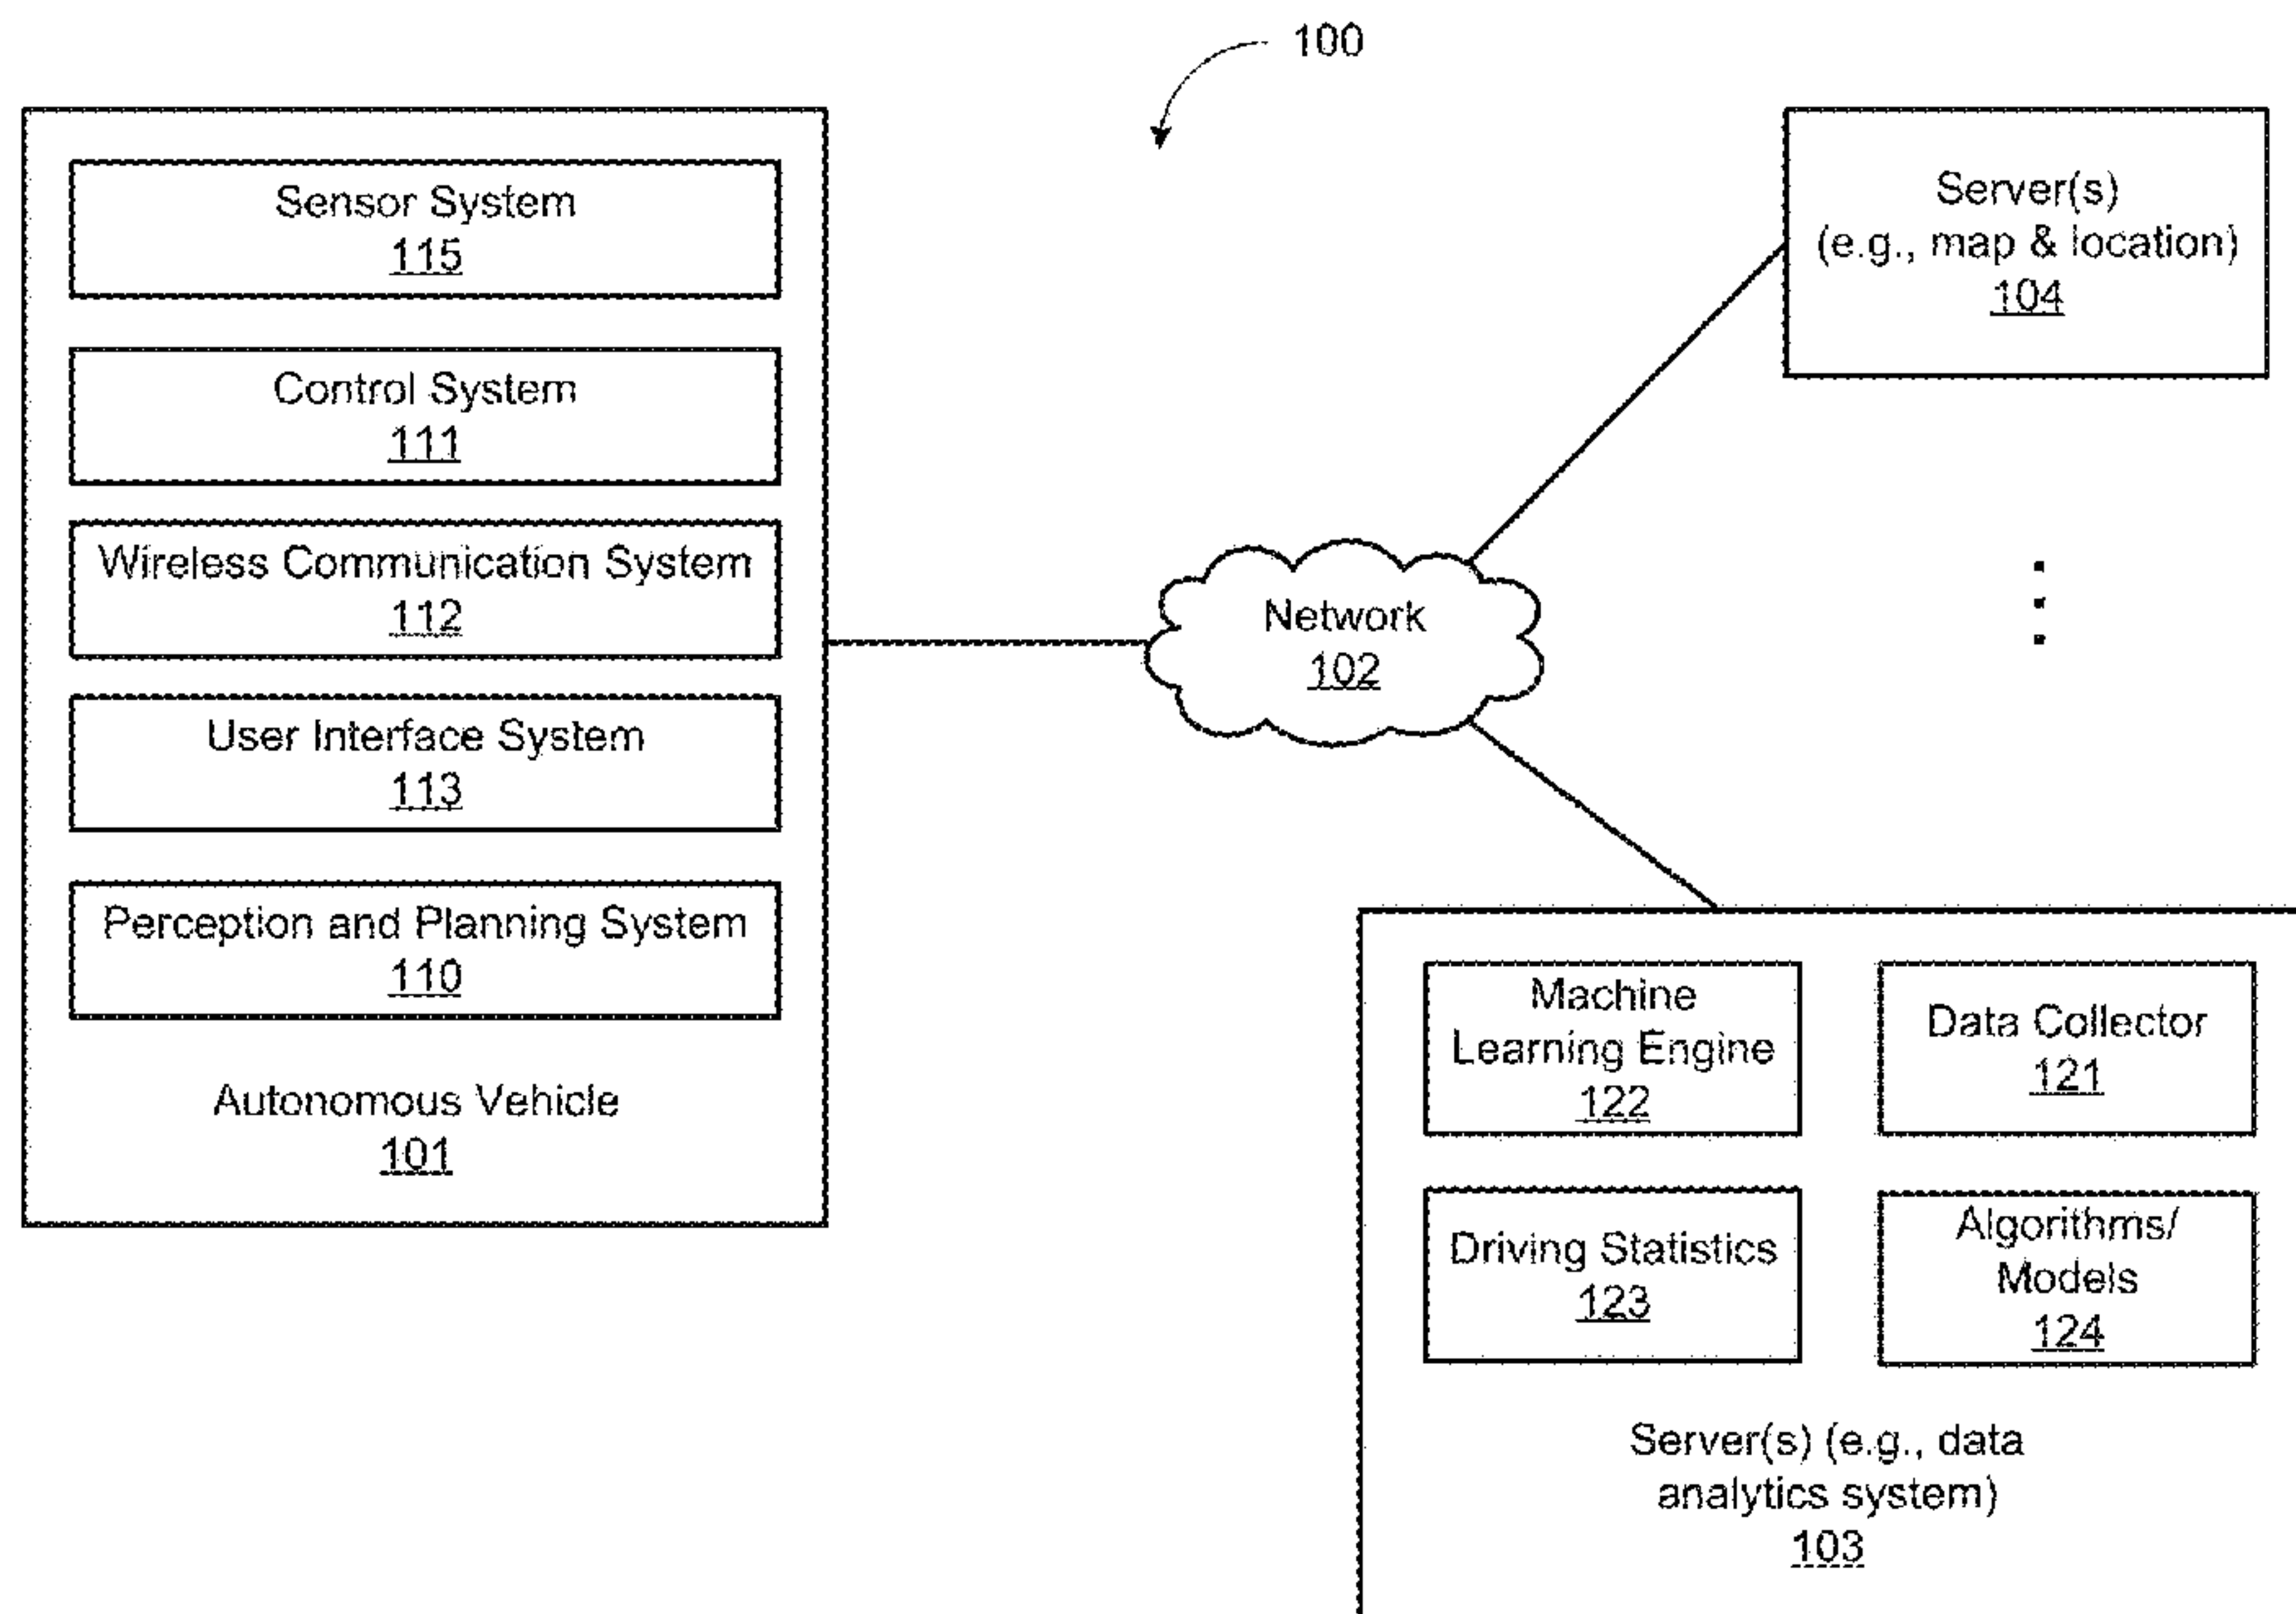 100
Sensor System
115
Control System
111
Wireless Communication System
112
User Interface System
113
Perception and Planning System
110
Autonomous Vehicle
101
Network
102
Server(s)
(e.g., map & location)
104
Machine
Learning Engine
122
Data Collector
121
Driving Statistics
123
Algorithms/
Models
124
Server(s) (e.g., data
analytics system)
103